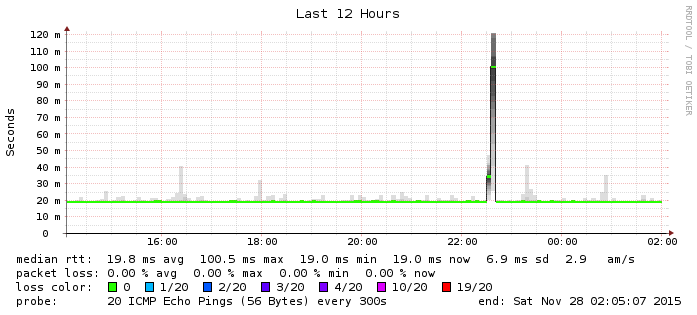 Last 12 Hours
RRDTOOL / TOBI OETIKER
Seconds
120 m
100 m
90 m
80 m
70 m
60 m
50 m
40 m
30 m
20 m
10 m
0
16:00 18:00 20:00 22:00 00:00 02:00
median rtt: 19.8 ms avg 100.5 ms max 19.0 ms min 19.0 ms now 6.9 ms sd 2.9 am/s
packet loss: 0.00 % avg 0.00 % max 0.00 % min 0.00 % now
loss color: 0 1/20 2/20 3/20 4/20 10/20 19/20
probe: 20 ICMP Echo Pings (56 Bytes) every 300s end: Sat Nov 28 02:05:07 2015